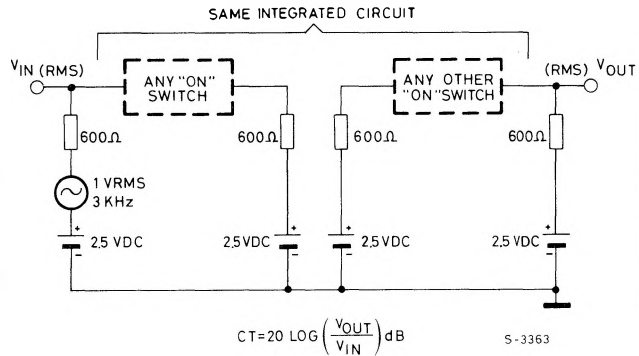 SAME INTEGRATED CIRCUIT
VIN (RMS)
ANY "ON"
SWITCH
ANY OTHER
"ON" SWITCH
(RMS) VOUT
600Ω
600Ω
600Ω
600Ω
1 VRMS
3 KHz
+
2.5 VDC
-
+
2.5 VDC
-
+
2.5 VDC
-
+
2.5 VDC
-
CT=20 LOG (VOUT/VIN) dB
S-3363